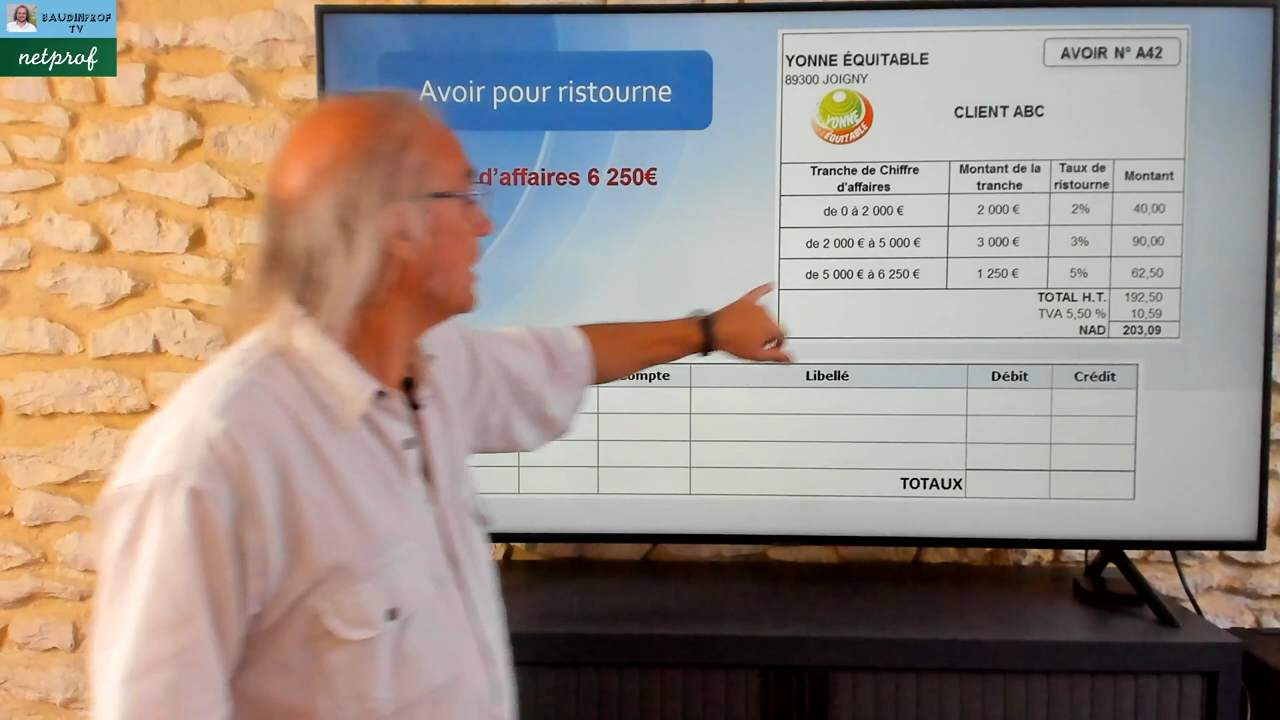 BAUDINPROF
TV
netprof
Avoir pour ristourne
d'affaires 6 250€
YONNE ÉQUITABLE
89300 JOIGNY
AVOIR N° A42
YONNE
ÉQUITABLE
CLIENT ABC
Tranche de Chiffre d'affaires Montant de la tranche Taux de ristourne Montant
de 0 à 2 000 € 2 000 € 2% 40,00
de 2 000 € à 5 000 € 3 000 € 3% 90,00
de 5 000 € à 6 250 € 1 250 € 5% 62,50
TOTAL H.T. 192,50
TVA 5,50 % 10,59
NAD 203,09
ompte Libellé Débit Crédit
TOTAUX